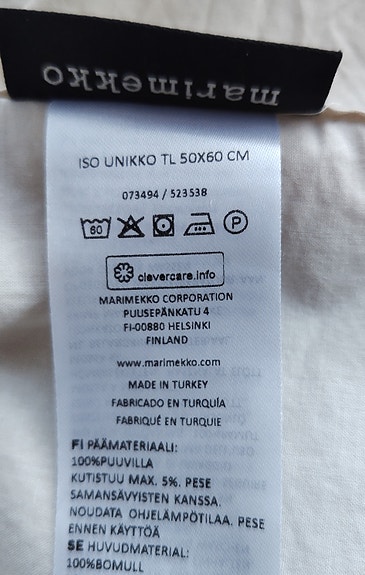 marimekko
ISO UNIKKO TL 50X60 CM
073494 / 523538
60 P
clevercare.info
MARIMEKKO CORPORATION
PUUSEPÄNKATU 4
FI-00880 HELSINKI
FINLAND
www.marimekko.com
MADE IN TURKEY
FABRICADO EN TURQUÍA
FABRIQUÉ EN TURQUIE
FI PÄÄMATERIAALI:
100%PUUVILLA
KUTISTUU MAX. 5%. PESE
SAMANSÄVYISTEN KANSSA.
NOUDATA OHJELÄMPÖTILAA. PESE
ENNEN KÄYTTÖÄ
SE HUVUDMATERIAL:
100%BOMULL